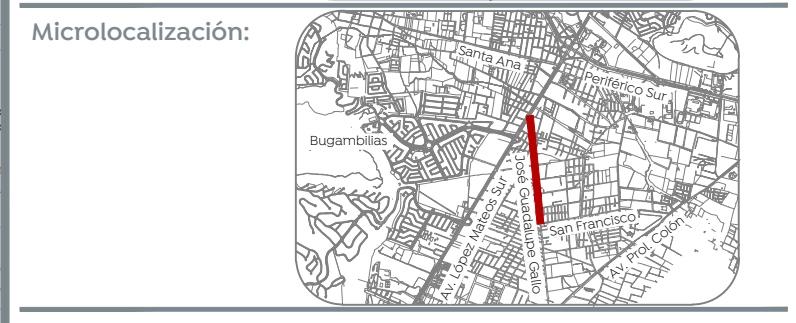 Microlocalización:
Santa Ana
Periférico Sur
Bugambilias
José Guadalupe Gallo
Av. López Mateos Sur
San Francisco
Av. Prol. Colón